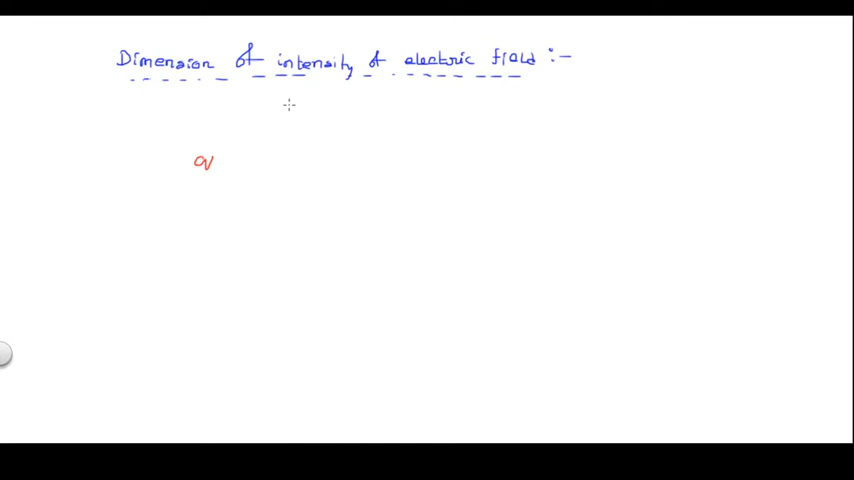 Dimension of intensity of electric field :-